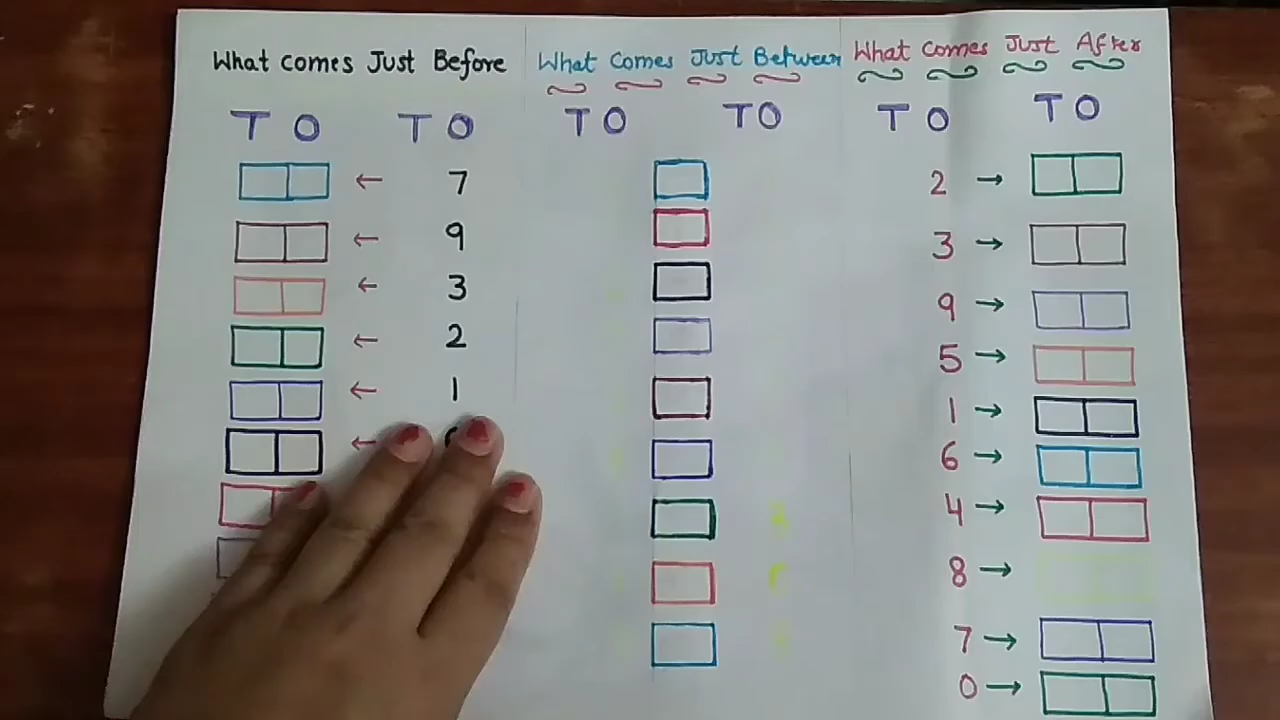 What comes Just Before
T O T O
← 7
← 9
← 3
← 2
← 1
←
What Comes Just Between
T O T O
What Comes Just After
T O T O
2 →
3 →
9 →
5 →
1 →
6 →
4 →
8 →
7 →
0 →